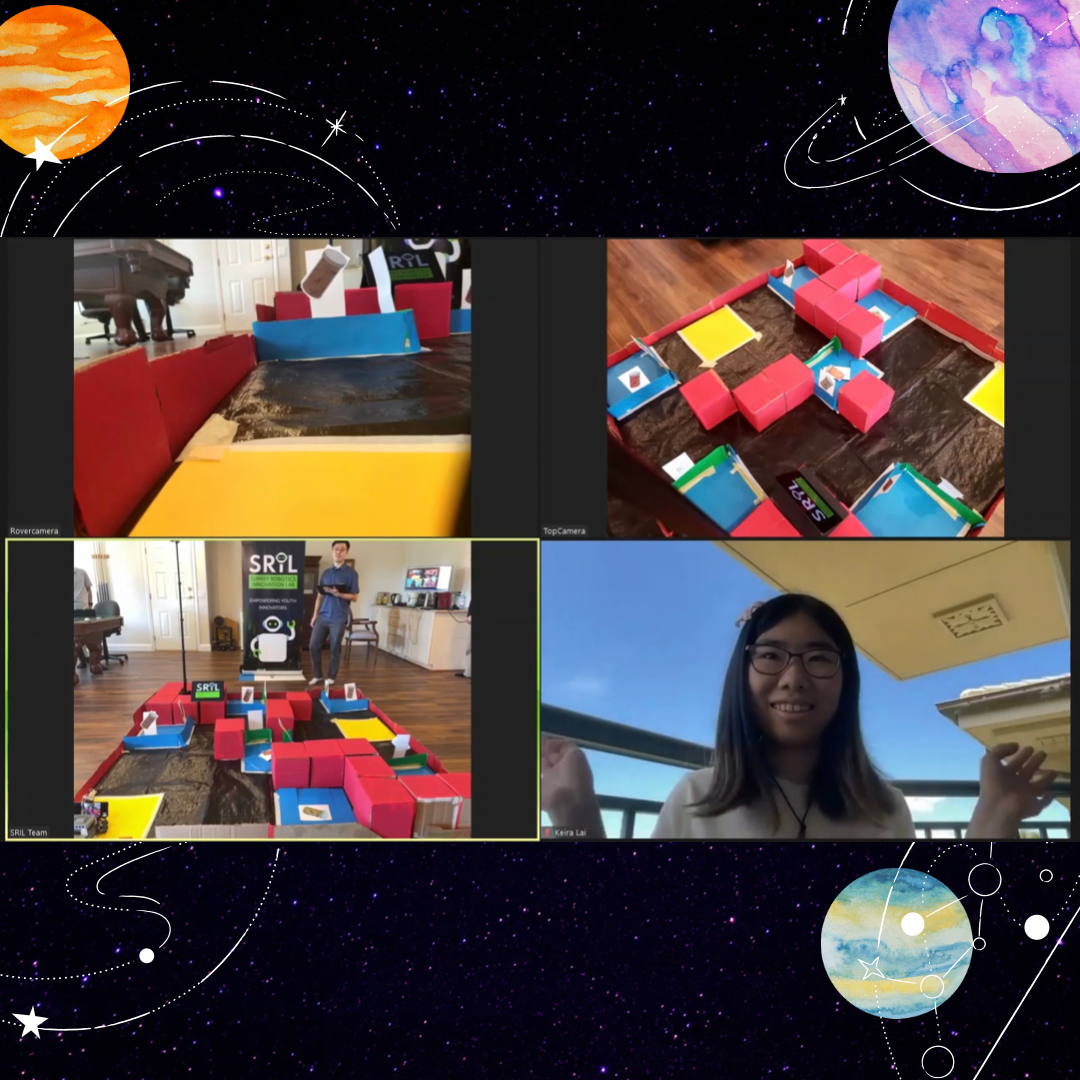 SRiL
Rovercamera
SRiL
TopCamera
SRiL
SURREY ROBOTICS
INNOVATION LAB
EMPOWERING YOUTH
INNOVATORS
SRiL
SRIL Team
Keira Lai